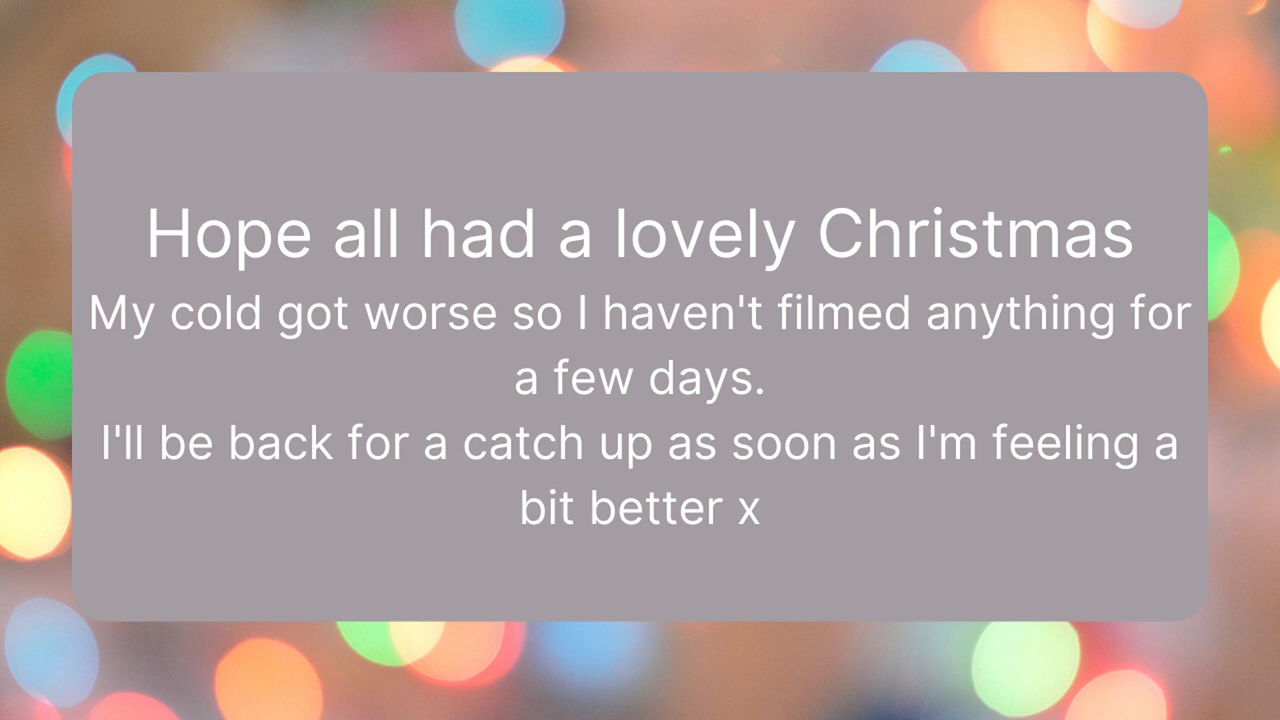 Hope all had a lovely Christmas
My cold got worse so I haven't filmed anything for
a few days.
I'll be back for a catch up as soon as I'm feeling a
bit better x